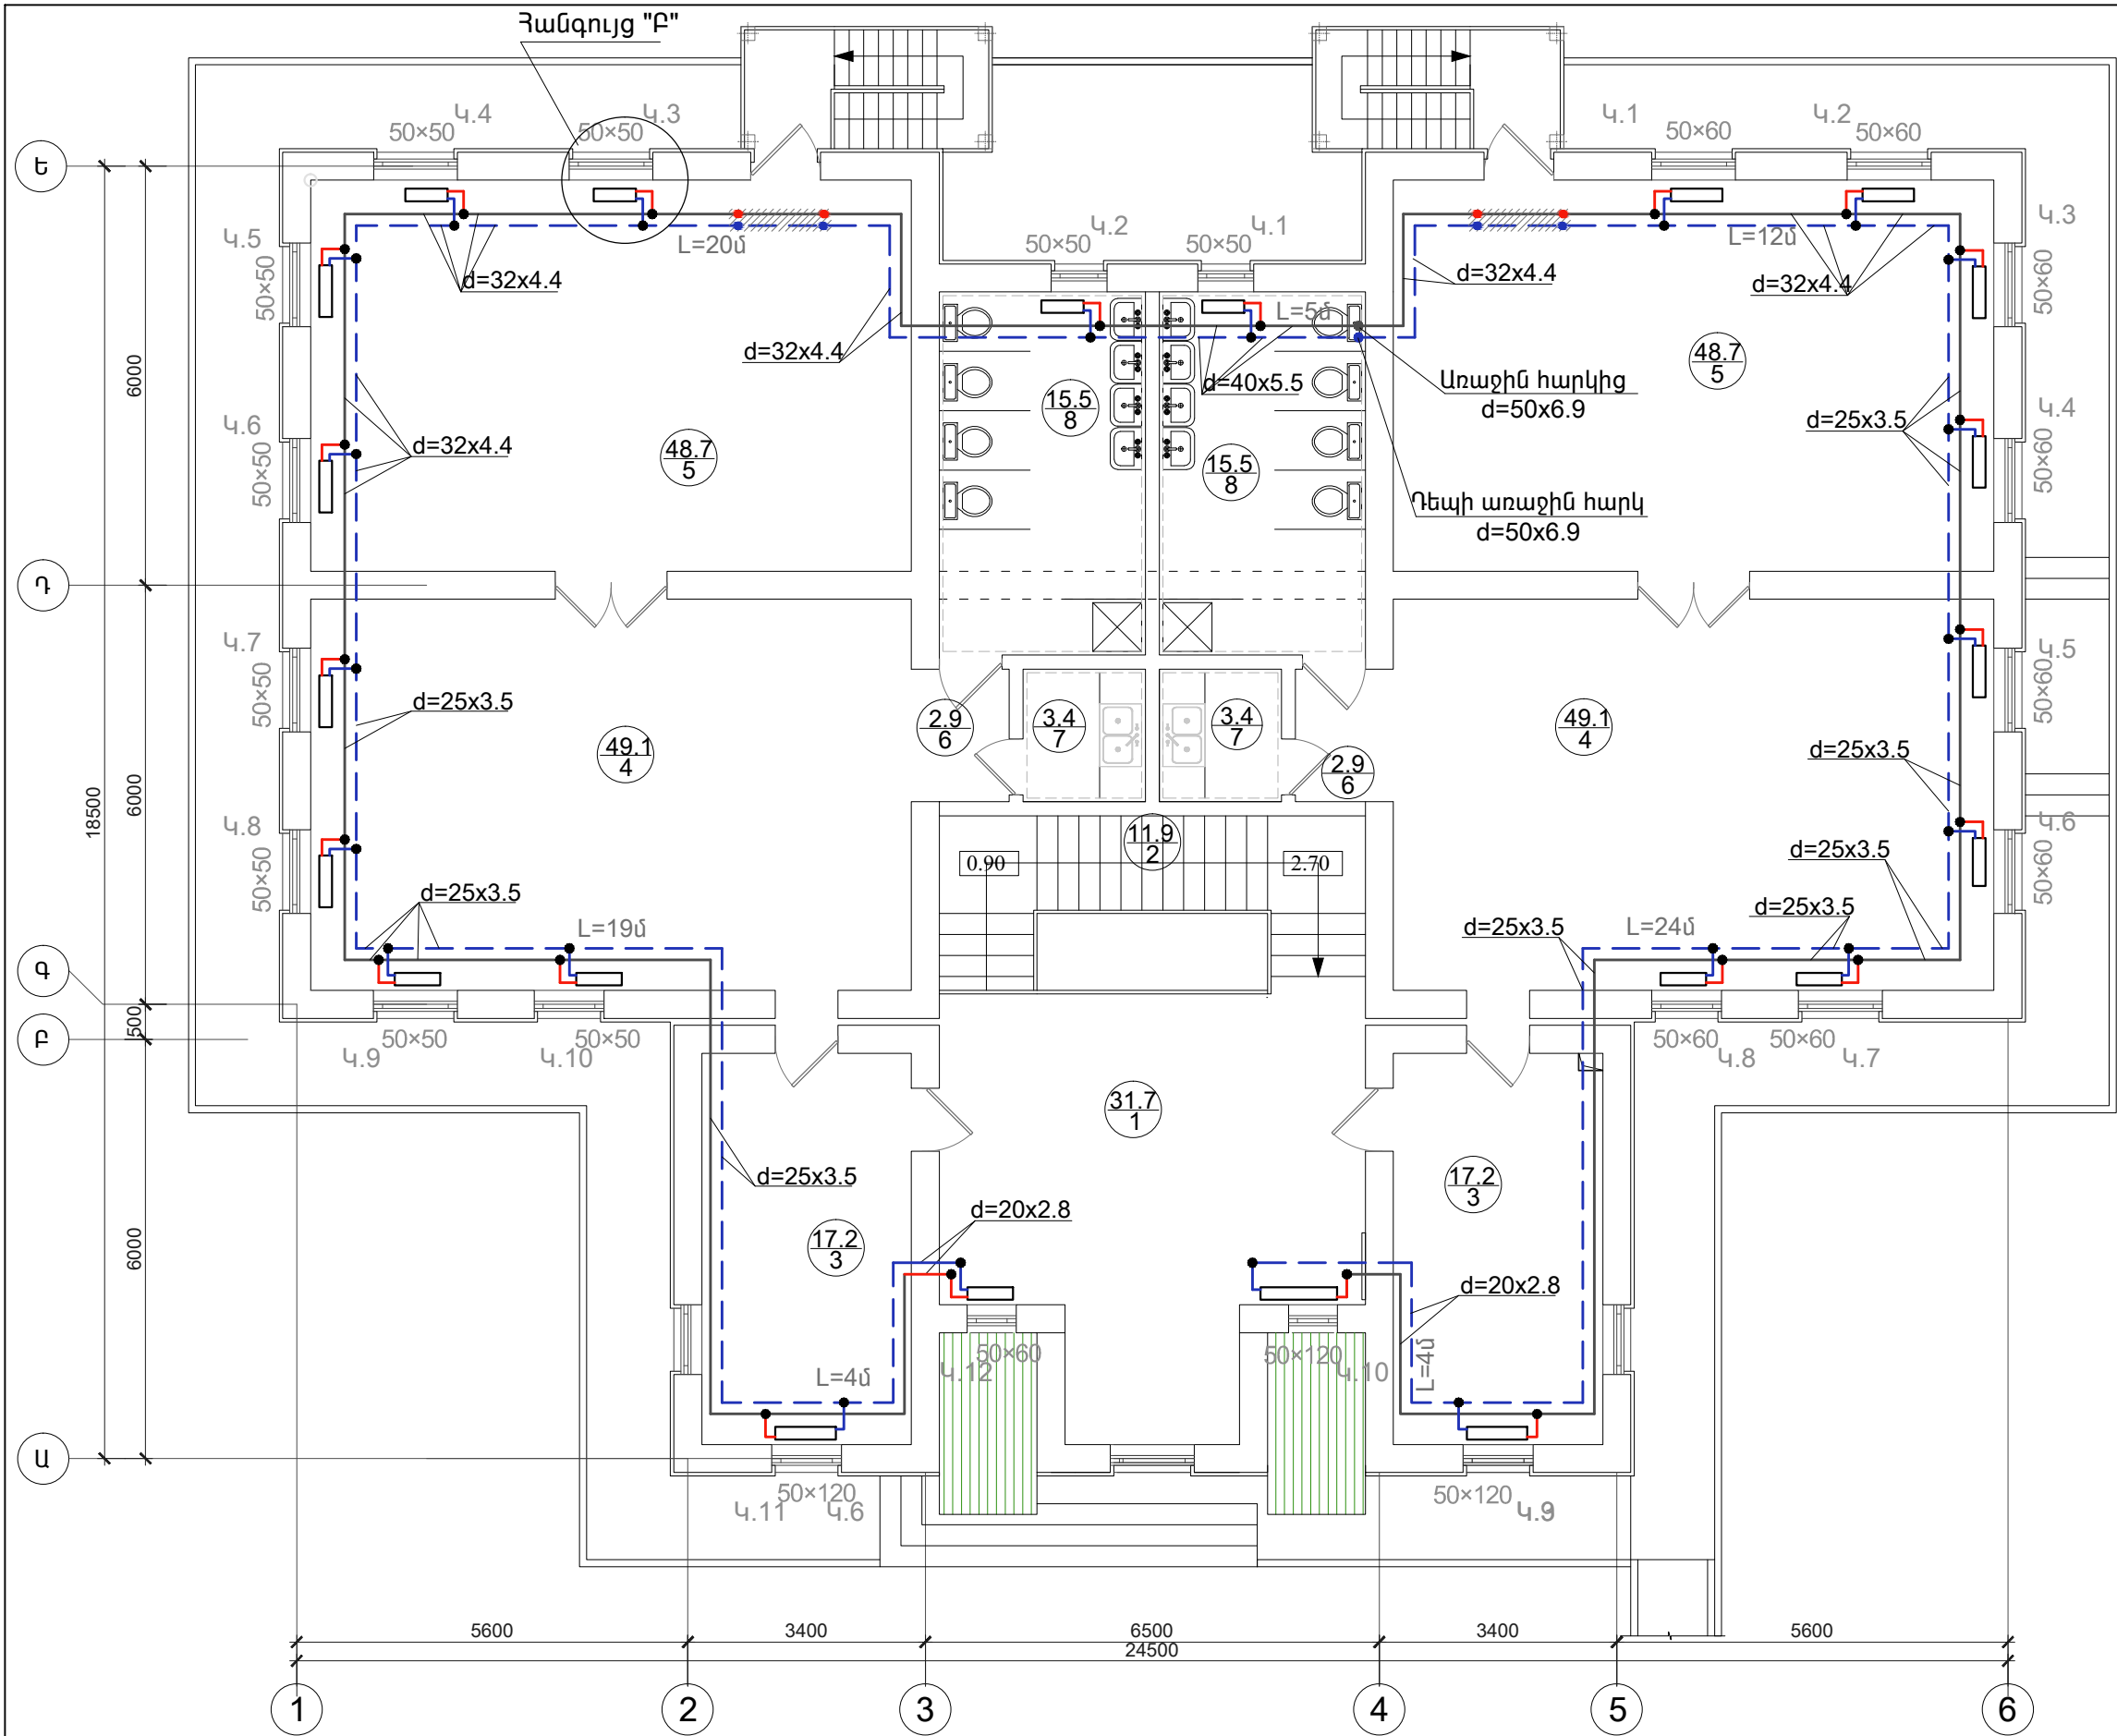 Հանգույց "Բ"
Կ.4
50×50
Կ.3
50×50
Կ.1
50×60
Կ.2
50×60
Ե
Կ.5
50×50
L=20մ
d=32x4.4
Կ.2
50×50
Կ.1
50×50
L=12մ
d=32x4.4
d=32x4.4
Կ.3
50×60
L=5մ
d=32x4.4
d=40x5.5
Առաջին հարկից
d=50x6.9
48.7
5
6000
Կ.6
50×50
d=32x4.4
48.7
5
15.5
8
15.5
8
d=25x3.5
Կ.4
50×60
Դեպի առաջին հարկ
d=50x6.9
Դ
Կ.7
50×50
d=25x3.5
49.1
4
2.9
6
3.4
7
3.4
7
2.9
6
49.1
4
Կ.5
50×60
d=25x3.5
18500
6000
Կ.8
50×50
11.9
2
0.90
2.70
d=25x3.5
Կ.6
50×60
d=25x3.5
L=19մ
d=25x3.5
L=24մ
d=25x3.5
Գ
500
Բ
Կ.9
50×50
Կ.10
50×50
50×60
Կ.8
50×60
Կ.7
31.7
1
d=25x3.5
17.2
3
6000
17.2
3
d=20x2.8
d=20x2.8
L=4մ
50×60
Կ.12
50×120
Կ.10
L=4մ
Ա
50×120
Կ.11
Կ.6
50×120
Կ.9
5600
3400
6500
3400
5600
24500
1
2
3
4
5
6